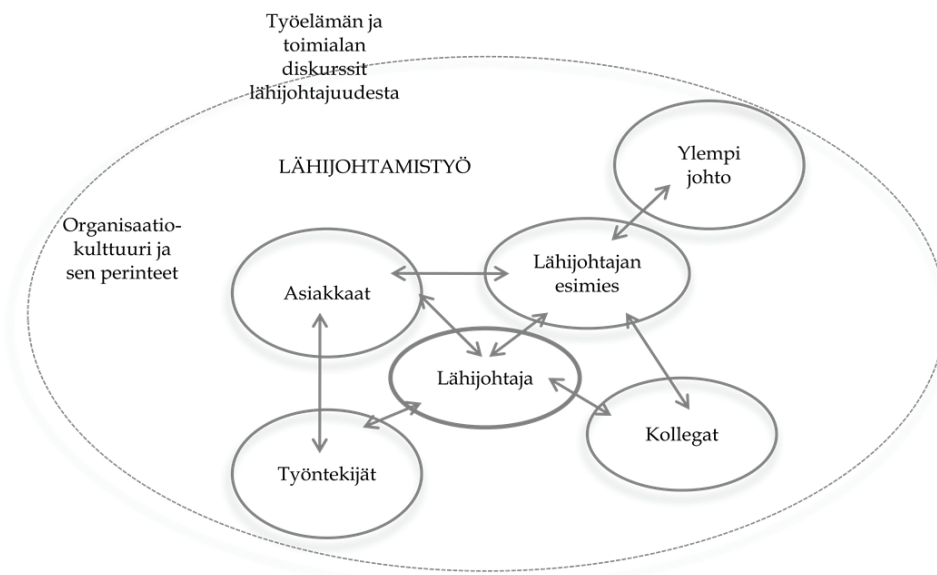 Työelämän ja
toimialan
diskurssit
lähijohtajuudesta
LÄHIJOHTAMISTYÖ
Ylempi
johto
Organisaatio-
kulttuuri ja
sen perinteet
Lähijohtajan
esimies
Asiakkaat
Lähijohtaja
Kollegat
Työntekijät